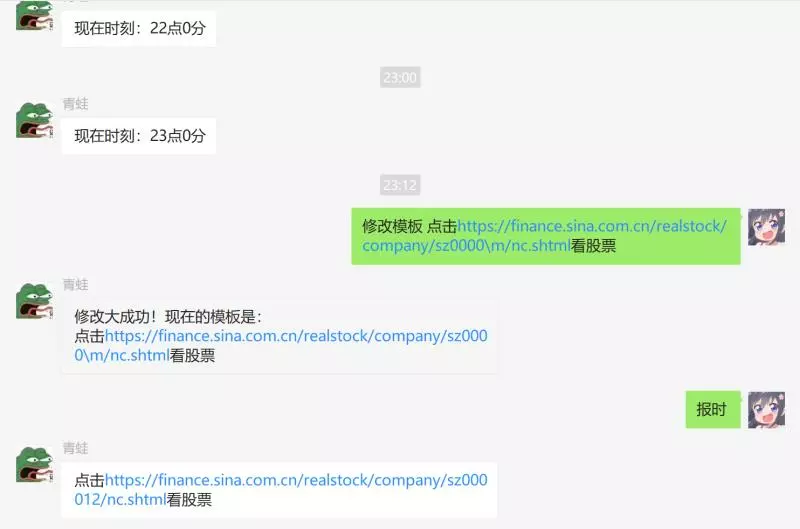 现在时刻：22点0分
23:00
青蛙
现在时刻：23点0分
23:12
修改模板 点击https://finance.sina.com.cn/realstock/
company/sz0000\m/nc.shtml看股票
青蛙
修改大成功！现在的模板是：
点击https://finance.sina.com.cn/realstock/company/sz000
0\m/nc.shtml看股票
报时
青蛙
点击https://finance.sina.com.cn/realstock/company/sz000
012/nc.shtml看股票